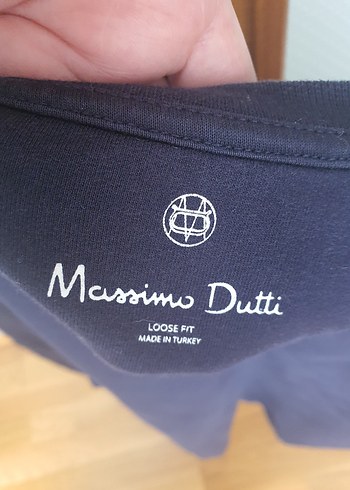 Massimo Dutti
LOOSE FIT
MADE IN TURKEY